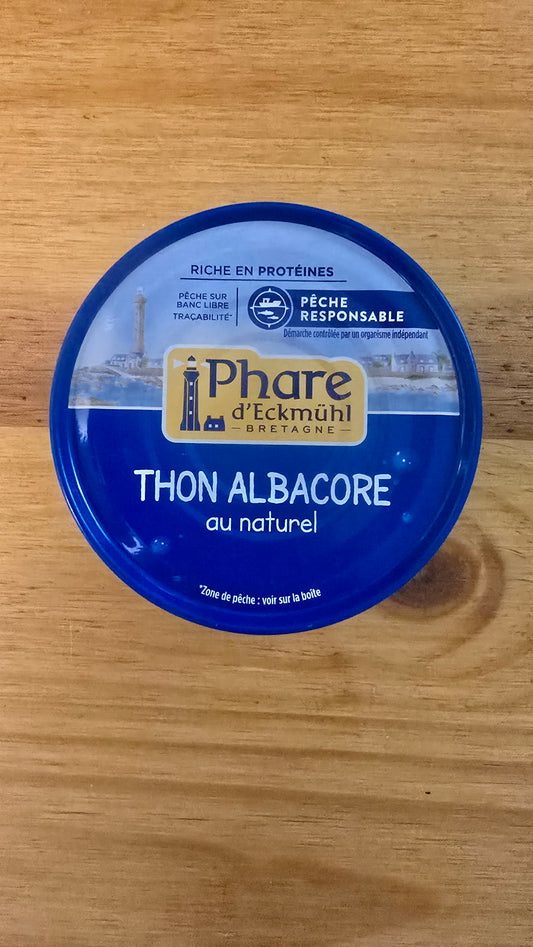 RICHE EN PROTÉINES
PÊCHE SUR
BANC LIBRE
TRAÇABILITÉ*
PÊCHE
RESPONSABLE
Démarche contrôlée par un organisme indépendant
Phare
d'Eckmühl
BRETAGNE
THON ALBACORE
au naturel
*Zone de pêche : voir sur la boîte